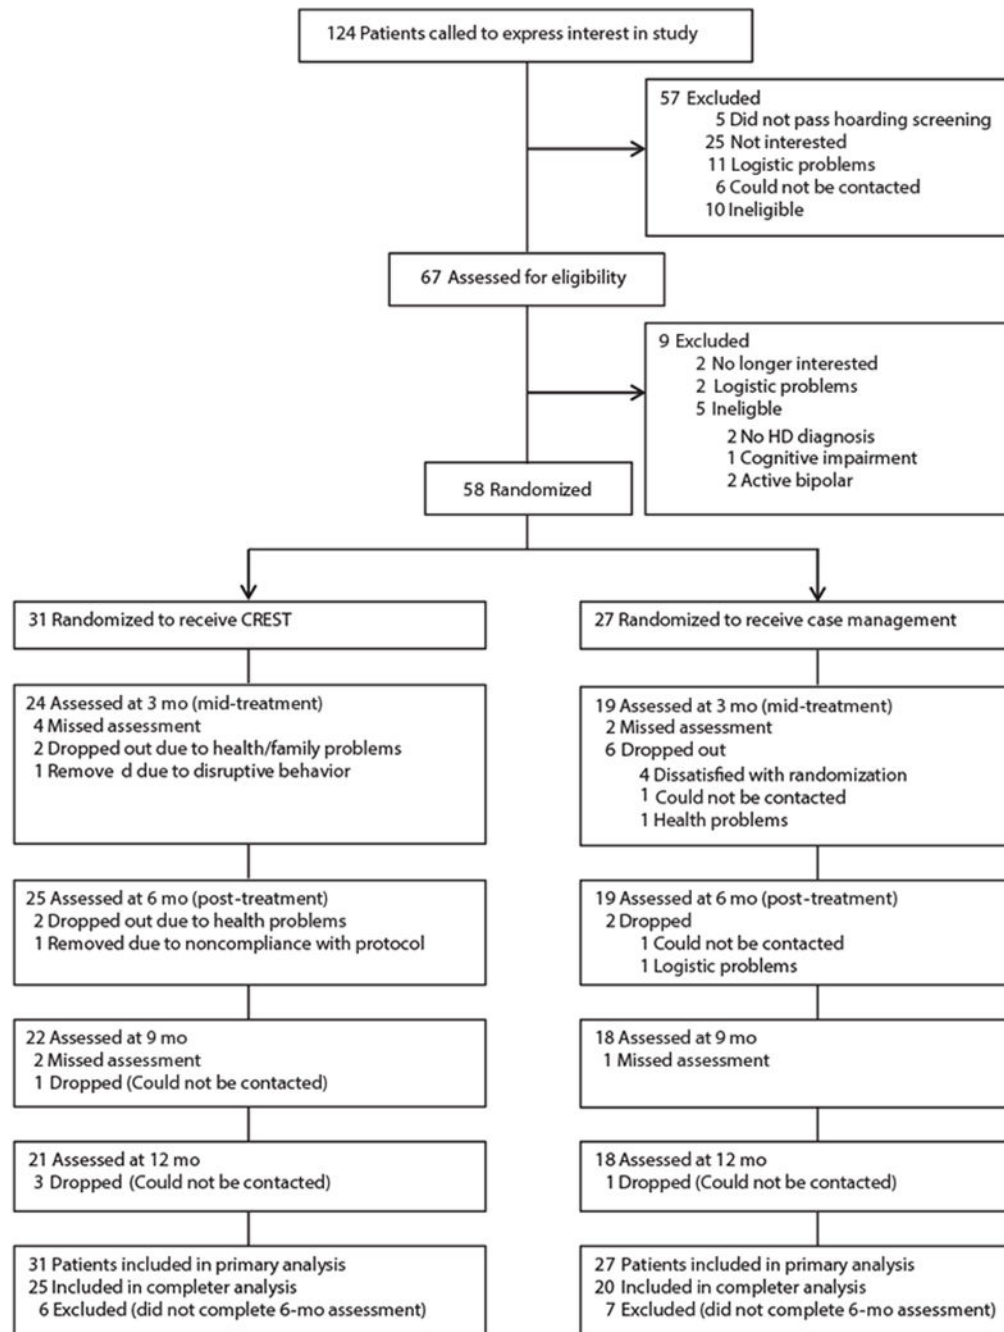 124 Patients called to express interest in study
57 Excluded
5 Did not pass hoarding screening
25 Not interested
11 Logistic problems
6 Could not be contacted
10 Ineligible
67 Assessed for eligibility
9 Excluded
2 No longer interested
2 Logistic problems
5 Ineligble
2 No HD diagnosis
1 Cognitive impairment
2 Active bipolar
58 Randomized
31 Randomized to receive CREST
24 Assessed at 3 mo (mid-treatment)
4 Missed assessment
2 Dropped out due to health/family problems
1 Remove d due to disruptive behavior
25 Assessed at 6 mo (post-treatment)
2 Dropped out due to health problems
1 Removed due to noncompliance with protocol
22 Assessed at 9 mo
2 Missed assessment
1 Dropped (Could not be contacted)
21 Assessed at 12 mo
3 Dropped (Could not be contacted)
31 Patients included in primary analysis
25 Included in completer analysis
6 Excluded (did not complete 6-mo assessment)
27 Randomized to receive case management
19 Assessed at 3 mo (mid-treatment)
2 Missed assessment
6 Dropped out
4 Dissatisfied with randomization
1 Could not be contacted
1 Health problems
19 Assessed at 6 mo (post-treatment)
2 Dropped
1 Could not be contacted
1 Logistic problems
18 Assessed at 9 mo
1 Missed assessment
18 Assessed at 12 mo
1 Dropped (Could not be contacted)
27 Patients included in primary analysis
20 Included in completer analysis
7 Excluded (did not complete 6-mo assessment)